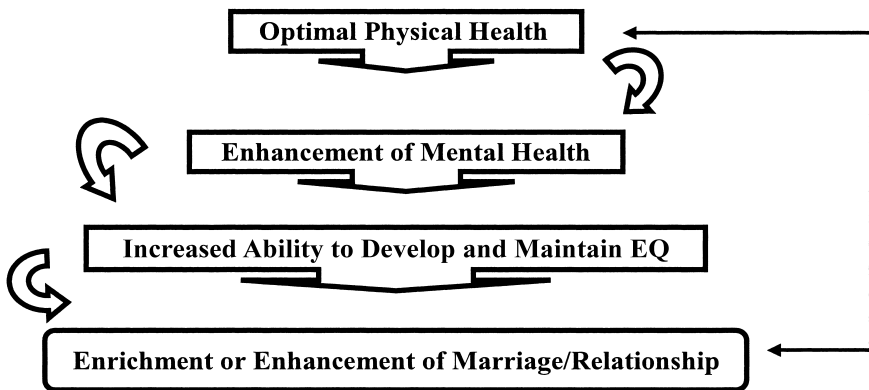 Optimal Physical Health
Enhancement of Mental Health
Increased Ability to Develop and Maintain EQ
Enrichment or Enhancement of Marriage/Relationship